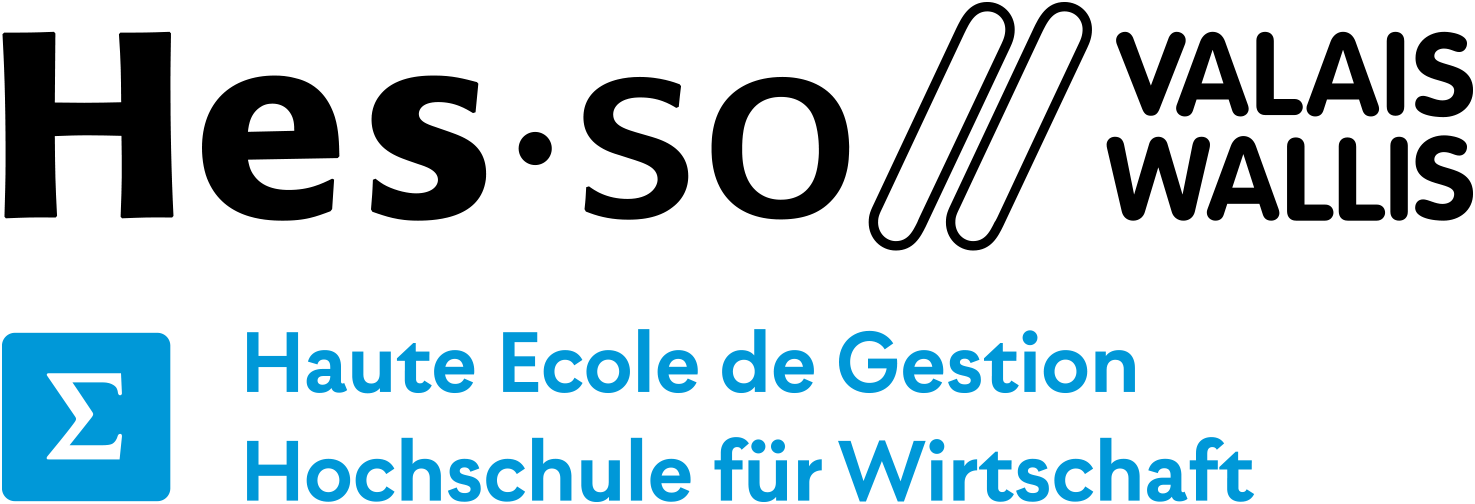 Hes·so VALAIS
WALLIS
Σ Haute Ecole de Gestion
Hochschule für Wirtschaft